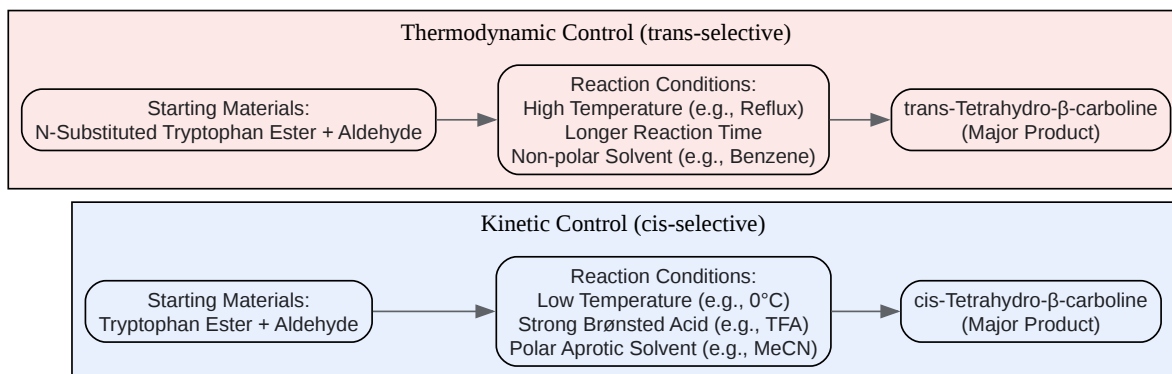 Thermodynamic Control (trans-selective)
Starting Materials:
N-Substituted Tryptophan Ester + Aldehyde
Reaction Conditions:
High Temperature (e.g., Reflux)
Longer Reaction Time
Non-polar Solvent (e.g., Benzene)
trans-Tetrahydro-β-carboline
(Major Product)
Kinetic Control (cis-selective)
Starting Materials:
Tryptophan Ester + Aldehyde
Reaction Conditions:
Low Temperature (e.g., 0°C)
Strong Brønsted Acid (e.g., TFA)
Polar Aprotic Solvent (e.g., MeCN)
cis-Tetrahydro-β-carboline
(Major Product)